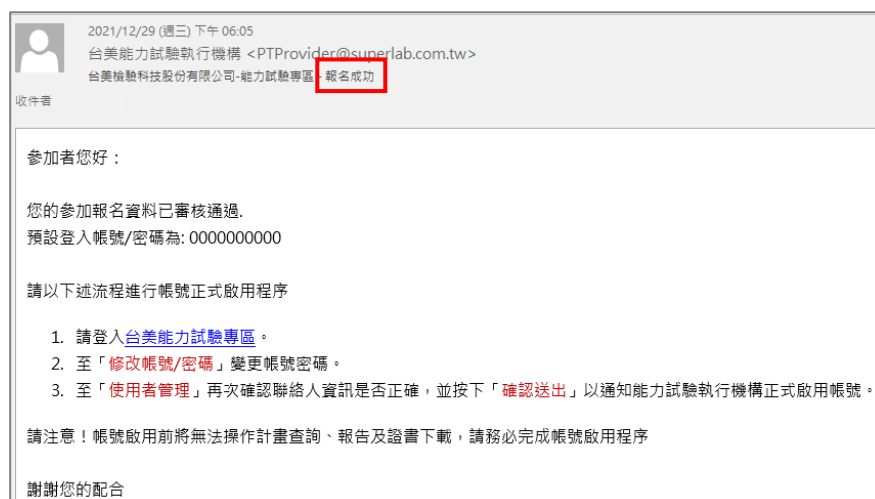 2021/12/29 (週三) 下午 06:05
台美能力試驗執行機構 <PTProvider@superlab.com.tw>
台美檢驗科技股份有限公司-能力試驗專區 - 報名成功
收件者
參加者您好：
您的參加報名資料已審核通過.
預設登入帳號/密碼為: 0000000000
請以下述流程進行帳號正式啟用程序
1. 請登入台美能力試驗專區。
2. 至「修改帳號/密碼」變更帳號密碼。
3. 至「使用者管理」再次確認聯絡人資訊是否正確，並按下「確認送出」以通知能力試驗執行機構正式啟用帳號。
請注意！帳號啟用前將無法操作計畫查詢、報告及證書下載，請務必完成帳號啟用程序
謝謝您的配合